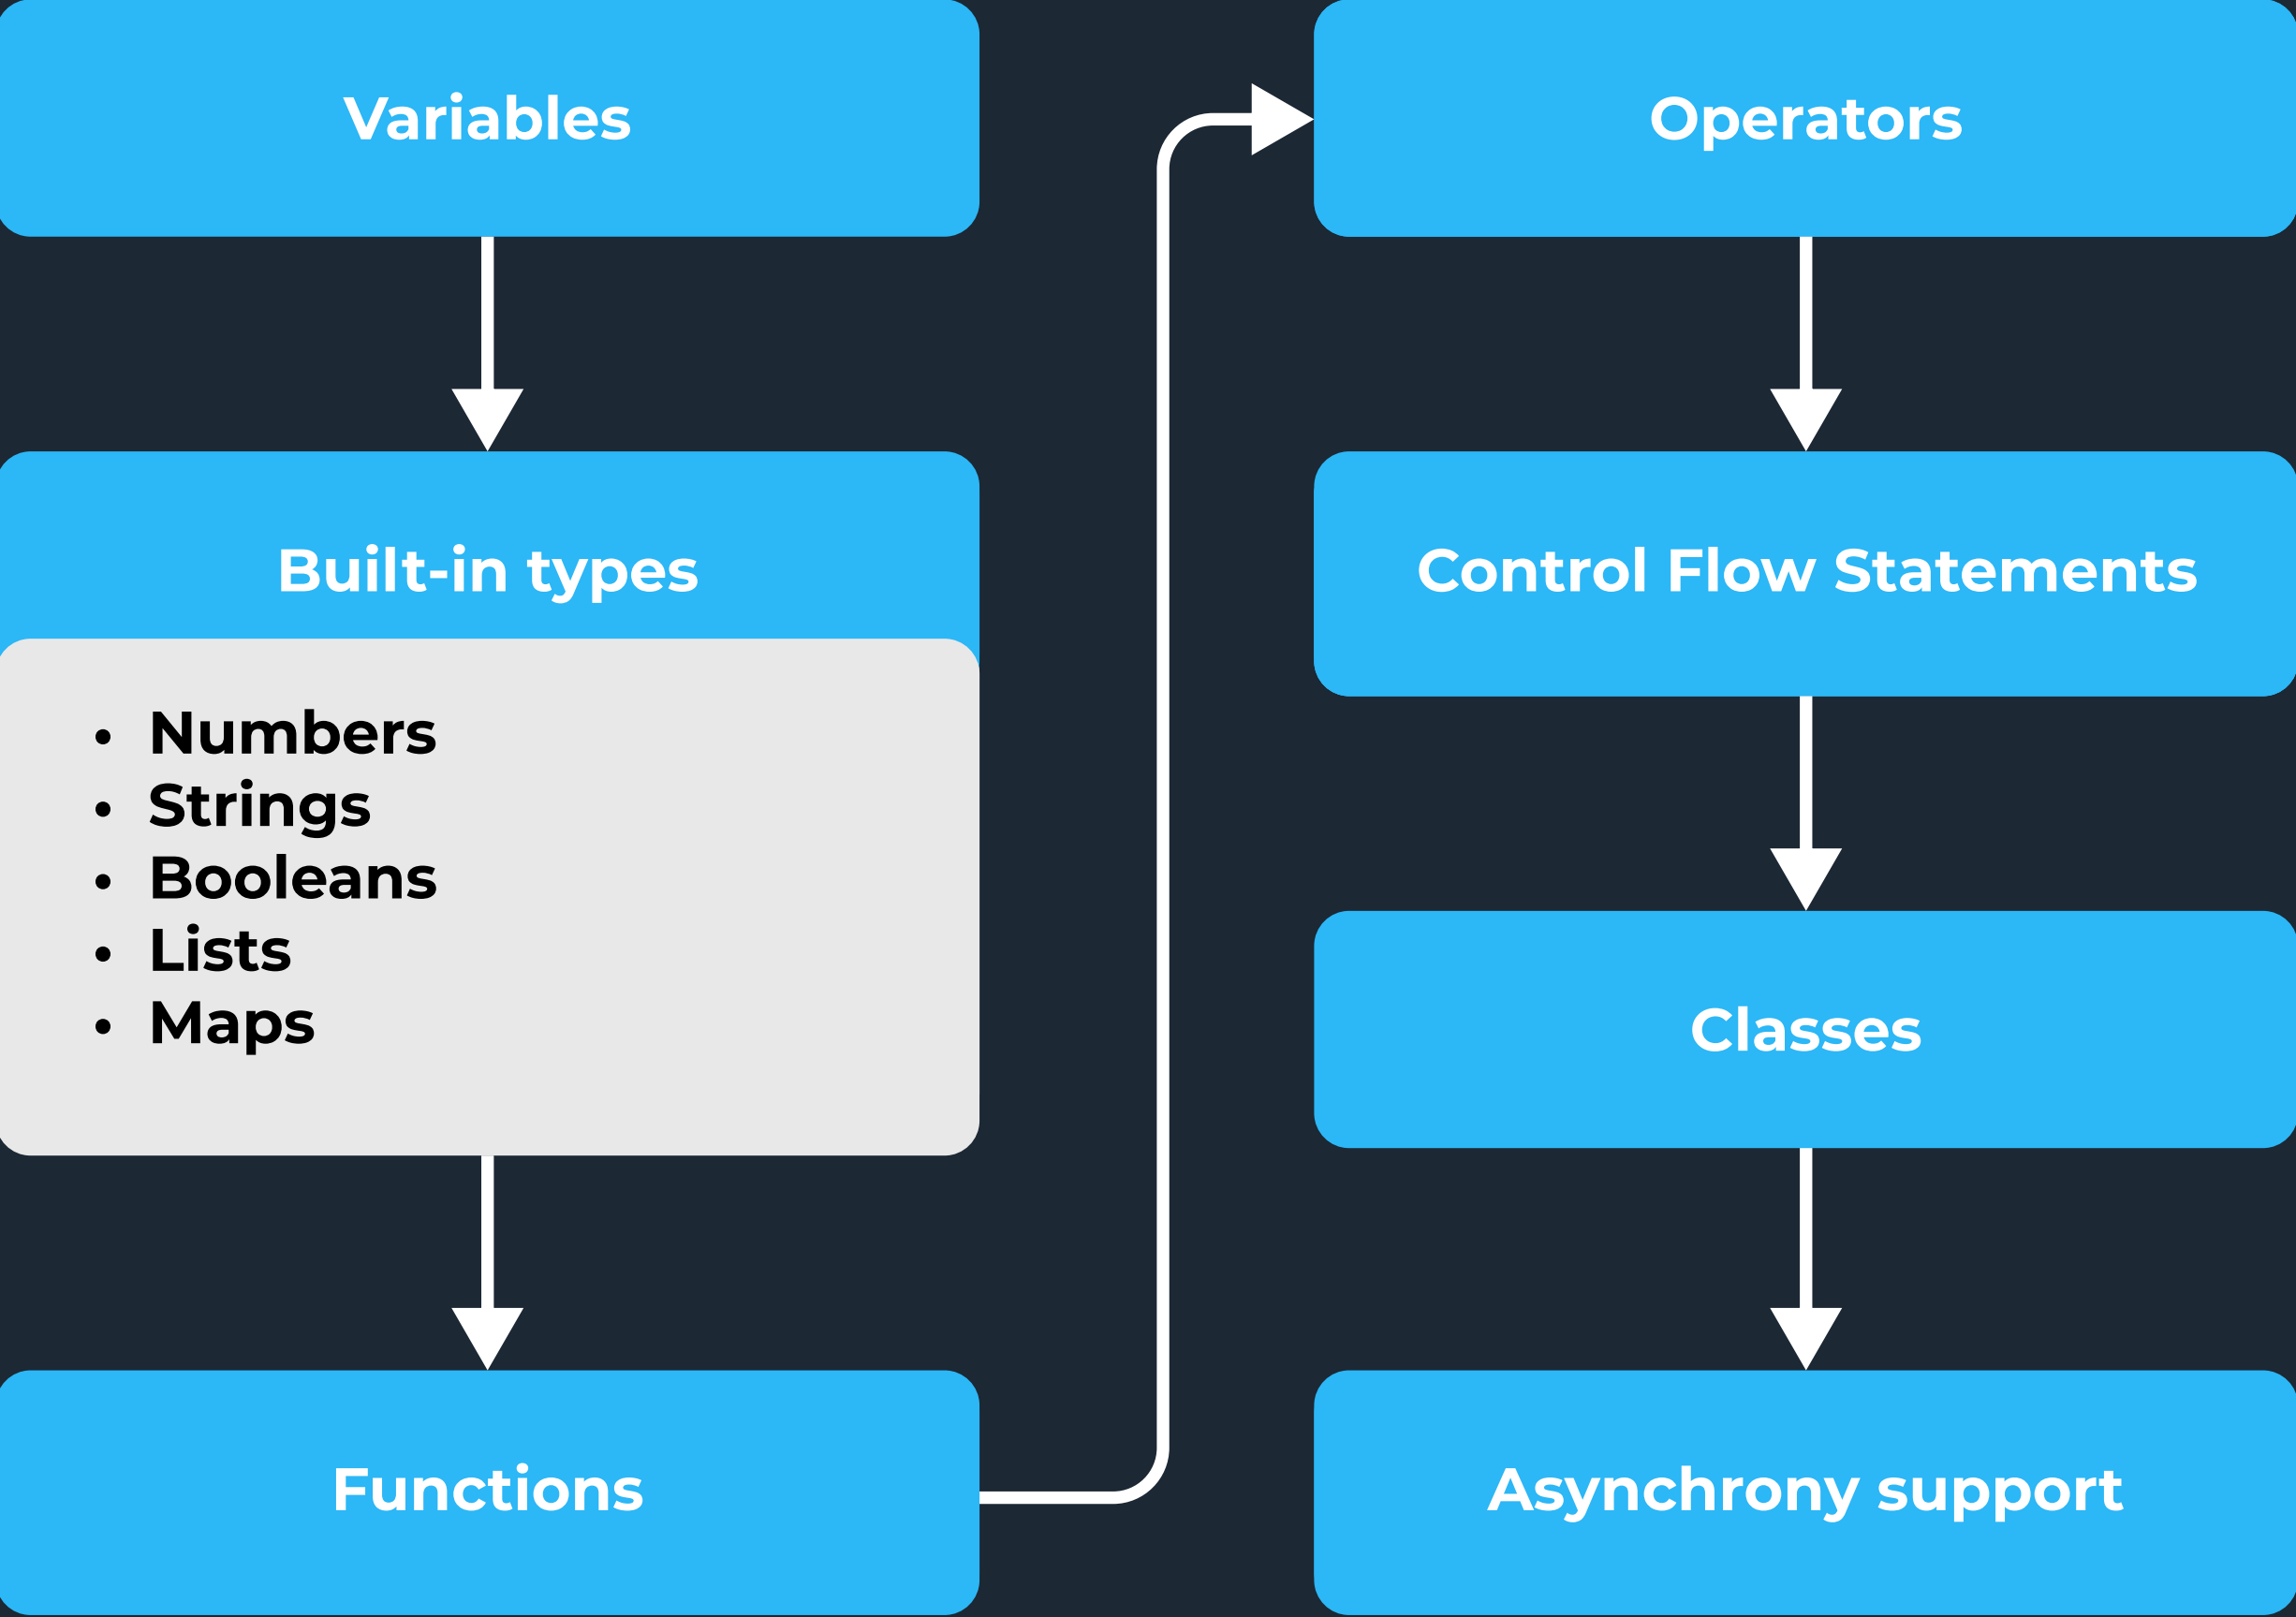 Variables
Built-in types
• Numbers
• Strings
• Booleans
• Lists
• Maps
Functions
Operators
Control Flow Statements
Classes
Asynchrony support